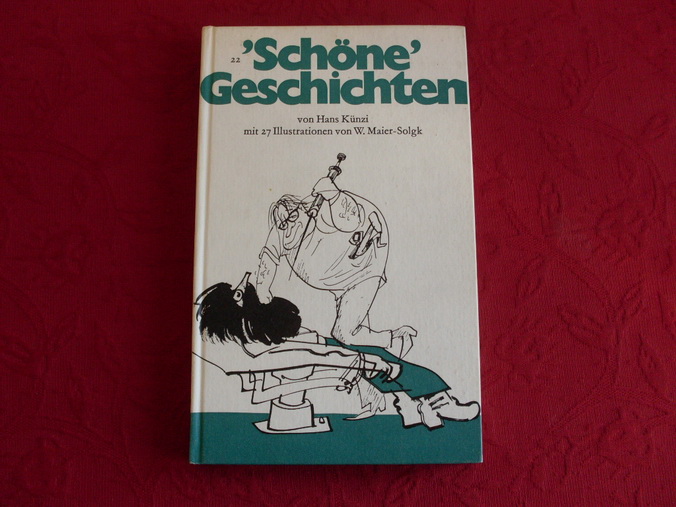 22 ’Schöne’
Geschichten
von Hans Künzi
mit 27 Illustrationen von W. Maier-Solgk